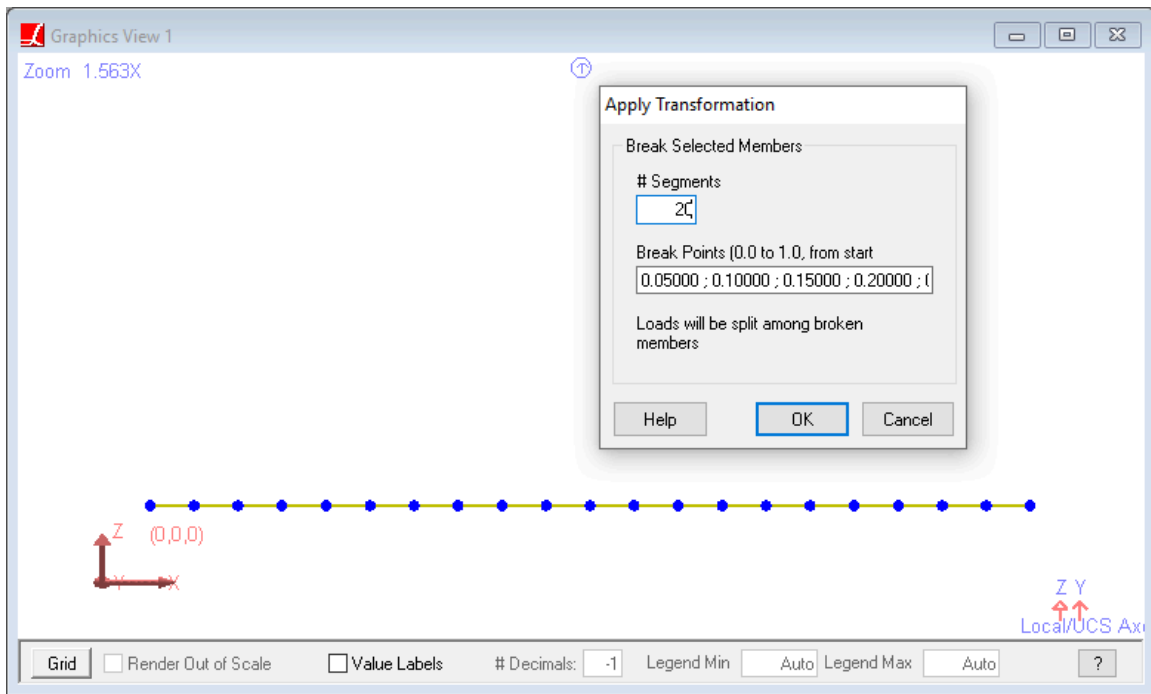 Graphics View 1
Zoom 1.563X
Apply Transformation
Break Selected Members
# Segments
20
Break Points (0.0 to 1.0, from start
0.05000 ; 0.10000 ; 0.15000 ; 0.20000 ; (
Loads will be split among broken
members
Help OK Cancel
Z (0,0,0)
Y X
Z Y
Local/UCS Ax
Grid Render Out of Scale Value Labels # Decimals: -1 Legend Min Auto Legend Max Auto ?